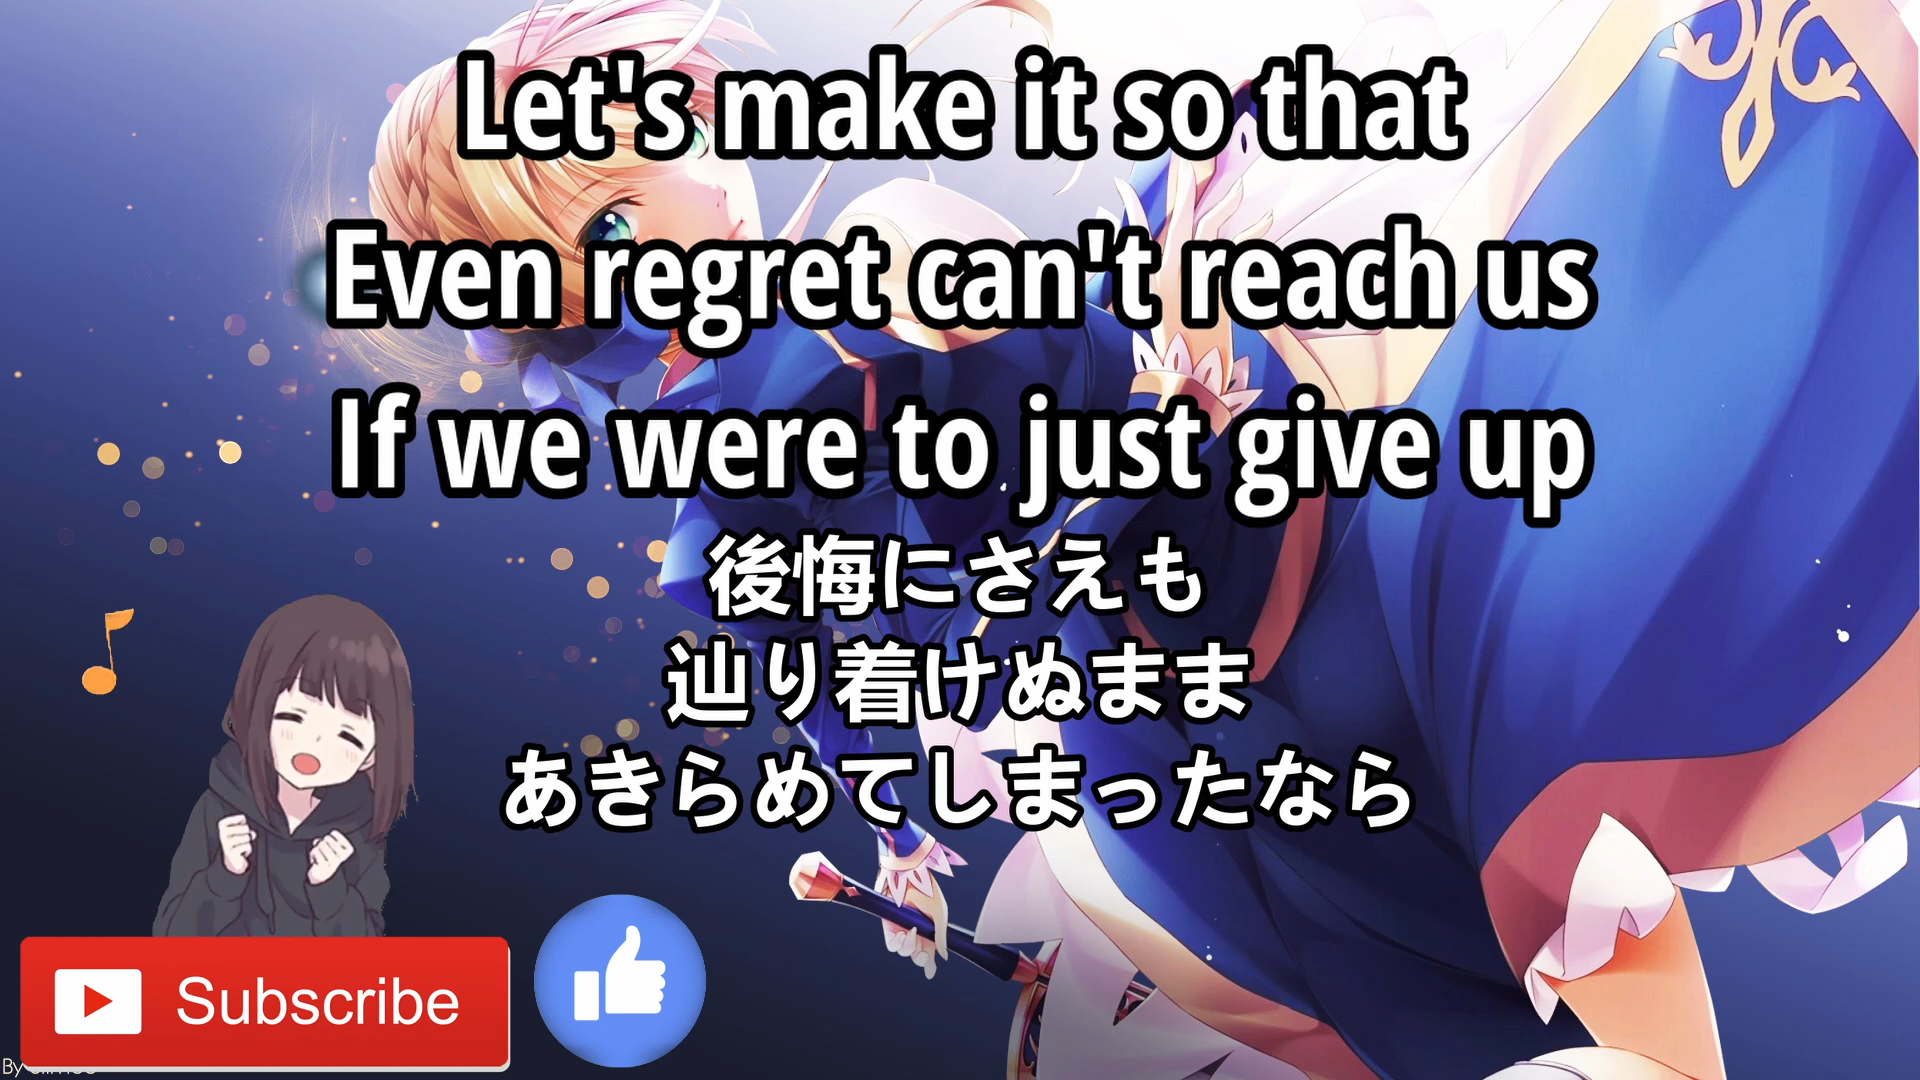 Let's make it so that
Even regret can't reach us
If we were to just give up
後悔にさえも
辿り着けぬまま
あきらめてしまったなら
Subscribe
By